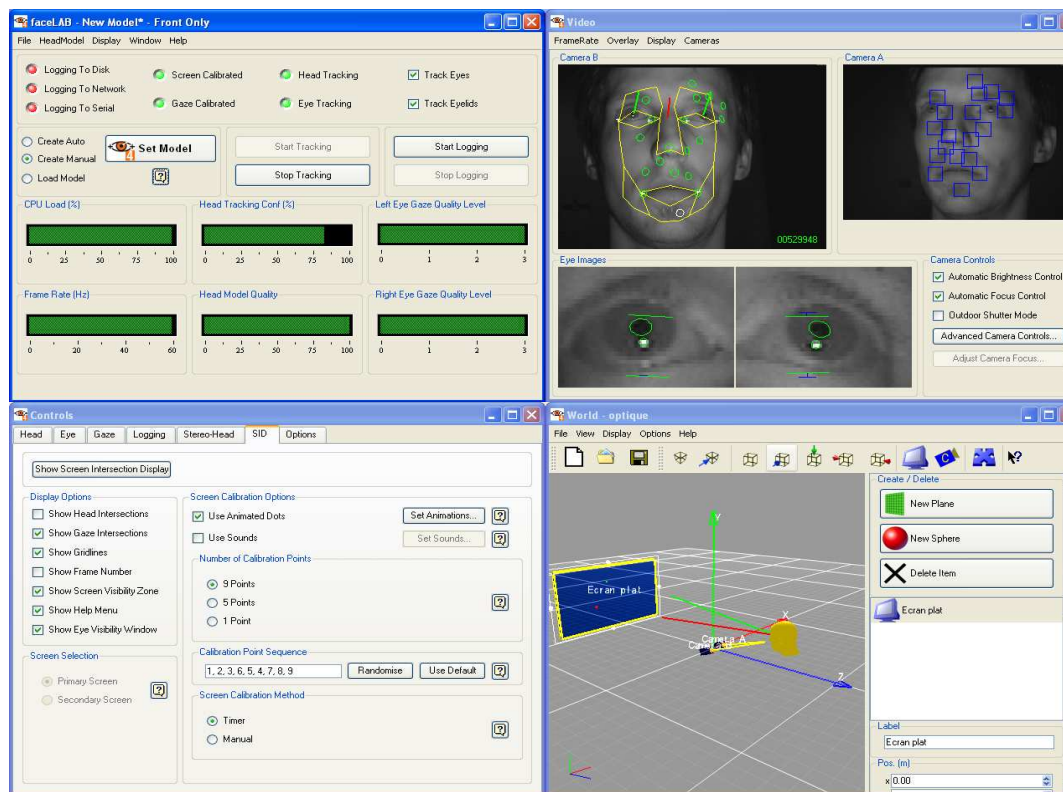 faceLAB - New Model* - Front Only
File HeadModel Display Window Help
Logging To Disk
Logging To Network
Logging To Serial
Screen Calibrated
Gaze Calibrated
Head Tracking
Eye Tracking
Track Eyes
Track Eyelids
Create Auto
Create Manual
Load Model
4
Set Model
Start Tracking
Stop Tracking
Start Logging
Stop Logging
CPU Load (%)
0 25 50 75 100
Head Tracking Conf (%)
0 25 50 75 100
Left Eye Gaze Quality Level
0 1 2 3
Frame Rate (Hz)
0 20 40 60
Head Model Quality
0 25 50 75 100
Right Eye Gaze Quality Level
0 1 2 3
Video
FrameRate Overlay Display Cameras
Camera B
00529948
Camera A
Eye Images
Camera Controls
Automatic Brightness Control
Automatic Focus Control
Outdoor Shutter Mode
Advanced Camera Controls...
Adjust Camera Focus...
Controls
Head Eye Gaze Logging Stereo-Head SID Options
Show Screen Intersection Display
Display Options
Show Head Intersections
Show Gaze Intersections
Show Gridlines
Show Frame Number
Show Screen Visibility Zone
Show Help Menu
Show Eye Visibility Window
Screen Selection
Primary Screen
Secondary Screen
Screen Calibration Options
Use Animated Dots
Set Animations...
Use Sounds
Set Sounds...
Number of Calibration Points
9 Points
5 Points
1 Point
Calibration Point Sequence
1, 2, 3, 6, 5, 4, 7, 8, 9
Randomise
Use Default
Screen Calibration Method
Timer
Manual
World - optique
File View Display Options Help
Y
Ecran plat
X
Camera A
Z
Create / Delete
New Plane
New Sphere
Delete Item
Ecran plat
Label
Ecran plat
Pos. (m)
x 0.00